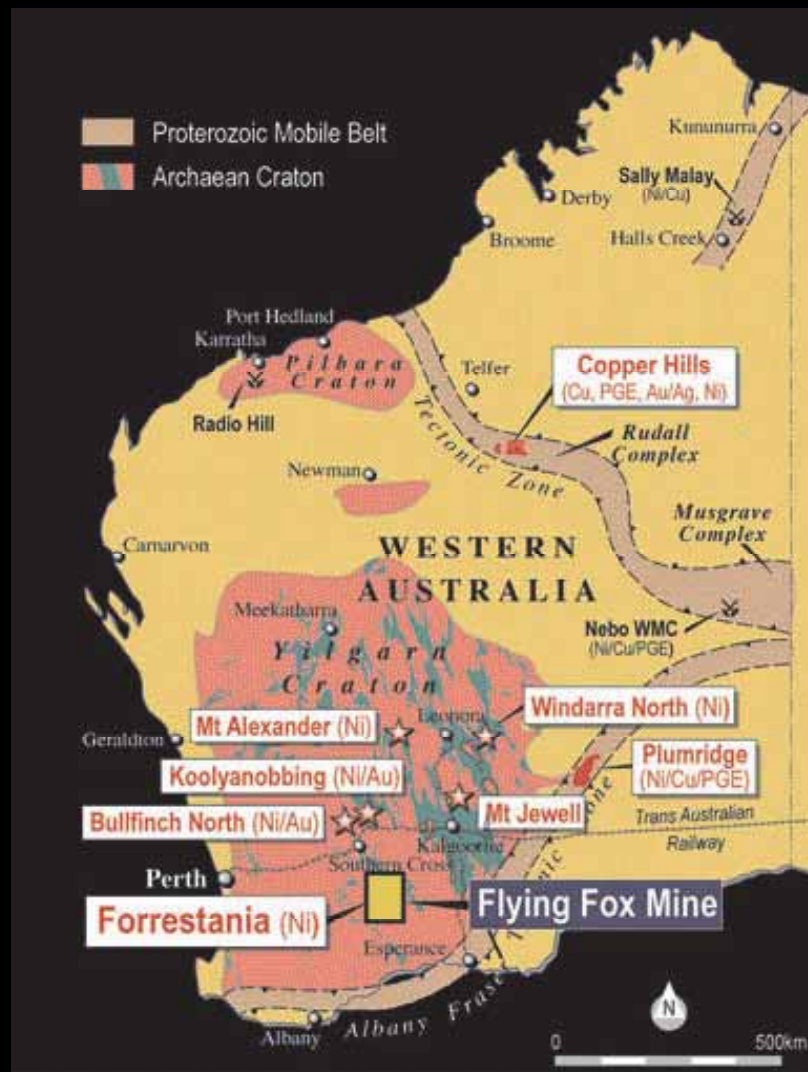 Proterozoic Mobile Belt
Archaean Craton
Kununurra
Sally Malay
(Ni/Cu)
Derby
Halls Creek
Broome
Port Hedland
Karratha
Pilbara
Craton
Radio Hill
Telfer
Copper Hills
(Cu, PGE, Au/Ag, Ni)
Tectonic Zone
Rudall
Complex
Newman
Musgrave
Complex
Carnarvon
WESTERN
AUSTRALIA
Meekatharra
Nebo WMC
(Ni/Cu/PGE)
Yilgarn
Craton
Mt Alexander (Ni)
Leonora
Windarra North (Ni)
Geraldton
Koolyanobbing (Ni/Au)
Plumridge
(Ni/Cu/PGE)
Bullfinch North (Ni/Au)
Mt Jewell
Trans Australian
Railway
Kalgoorlie
Southern Cross
Perth
Forrestania (Ni)
Flying Fox Mine
Esperance
Albany
Albany Fraser
N
0 500km